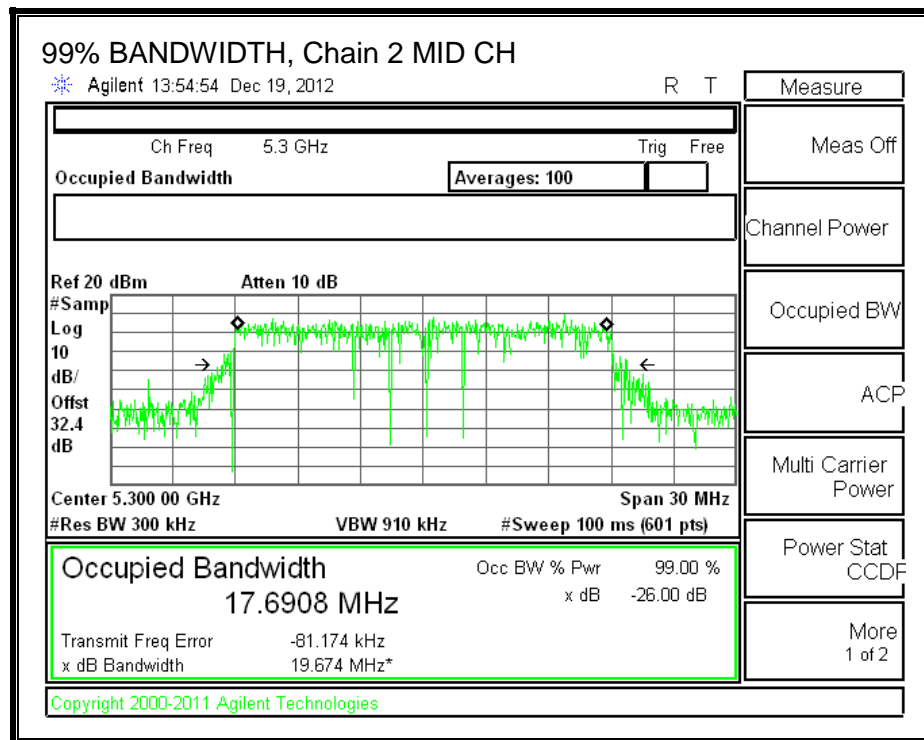 99% BANDWIDTH, Chain 2 MID CH
Agilent 13:54:54 Dec 19, 2012 R T
Measure
Ch Freq 5.3 GHz Trig Free
Meas Off
Occupied Bandwidth Averages: 100
Channel Power
Ref 20 dBm Atten 10 dB
#Samp
Log
10
dB/
Offst
32.4
dB
Occupied BW
ACP
Multi Carrier
Power
Center 5.300 00 GHz Span 30 MHz
#Res BW 300 kHz VBW 910 kHz #Sweep 100 ms (601 pts)
Power Stat
CCDF
Occupied Bandwidth Occ BW % Pwr 99.00 %
17.6908 MHz x dB -26.00 dB
Transmit Freq Error -81.174 kHz
x dB Bandwidth 19.674 MHz*
More
1 of 2
Copyright 2000-2011 Agilent Technologies